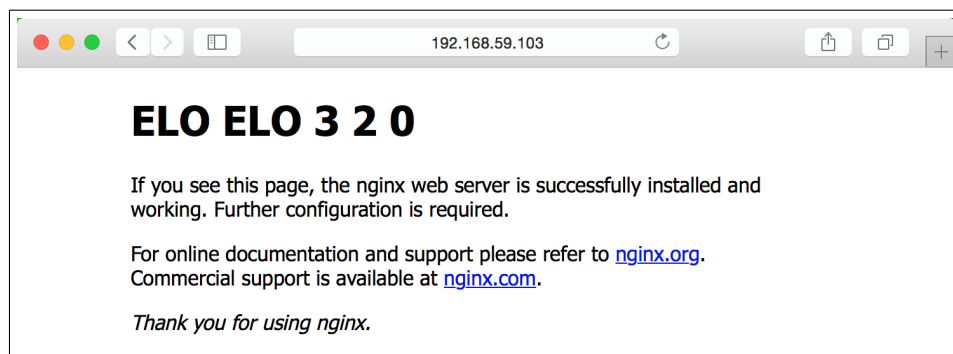 192.168.59.103
ELO ELO 3 2 0
If you see this page, the nginx web server is successfully installed and
working. Further configuration is required.
For online documentation and support please refer to nginx.org.
Commercial support is available at nginx.com.
Thank you for using nginx.